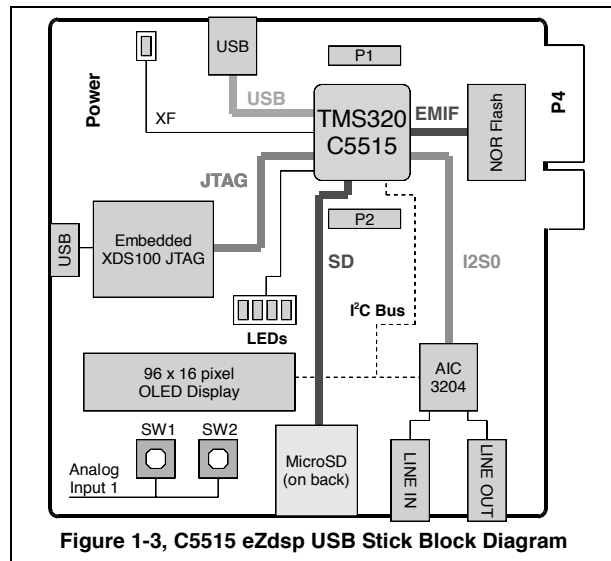 USB
P1
Power
XF
USB
TMS320
C5515
EMIF
NOR Flash
P4
JTAG
P2
USB
Embedded
XDS100 JTAG
SD
I2S0
I²C Bus
LEDs
96 x 16 pixel
OLED Display
AIC
3204
SW1
SW2
Analog
Input 1
MicroSD
(on back)
LINE IN
LINE OUT
Figure 1-3, C5515 eZdsp USB Stick Block Diagram